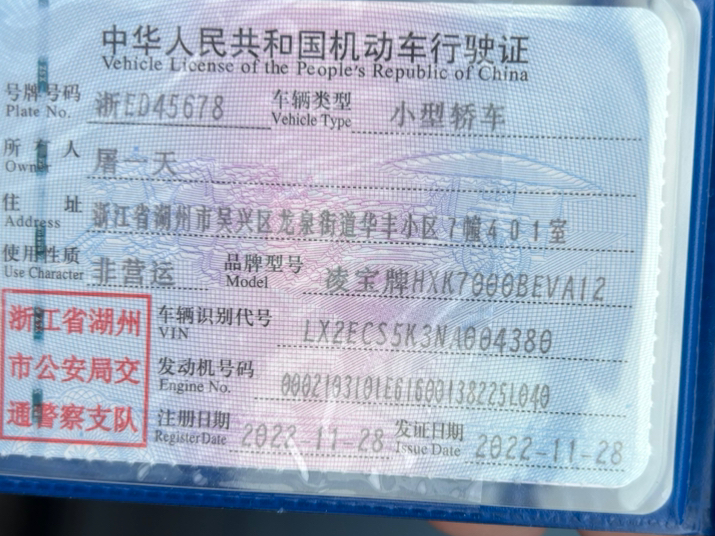 中华人民共和国机动车行驶证
Vehicle License of the People's Republic of China
号牌号码 Plate No. 浙ED45678 车辆类型 Vehicle Type 小型轿车
所有人 Owner 屠一天
住址 Address 浙江省湖州市吴兴区龙泉街道华丰小区7幢401室
使用性质 Use Character 非营运 品牌型号 Model 凌宝牌HXK7000BEVA12
车辆识别代号 VIN LX2ECS5K3NA004380
发动机号码 Engine No. 0002193101E61600138225L040
注册日期 Register Date 2022-11-28 发证日期 Issue Date 2022-11-28
浙江省湖州
市公安局交
通警察支队